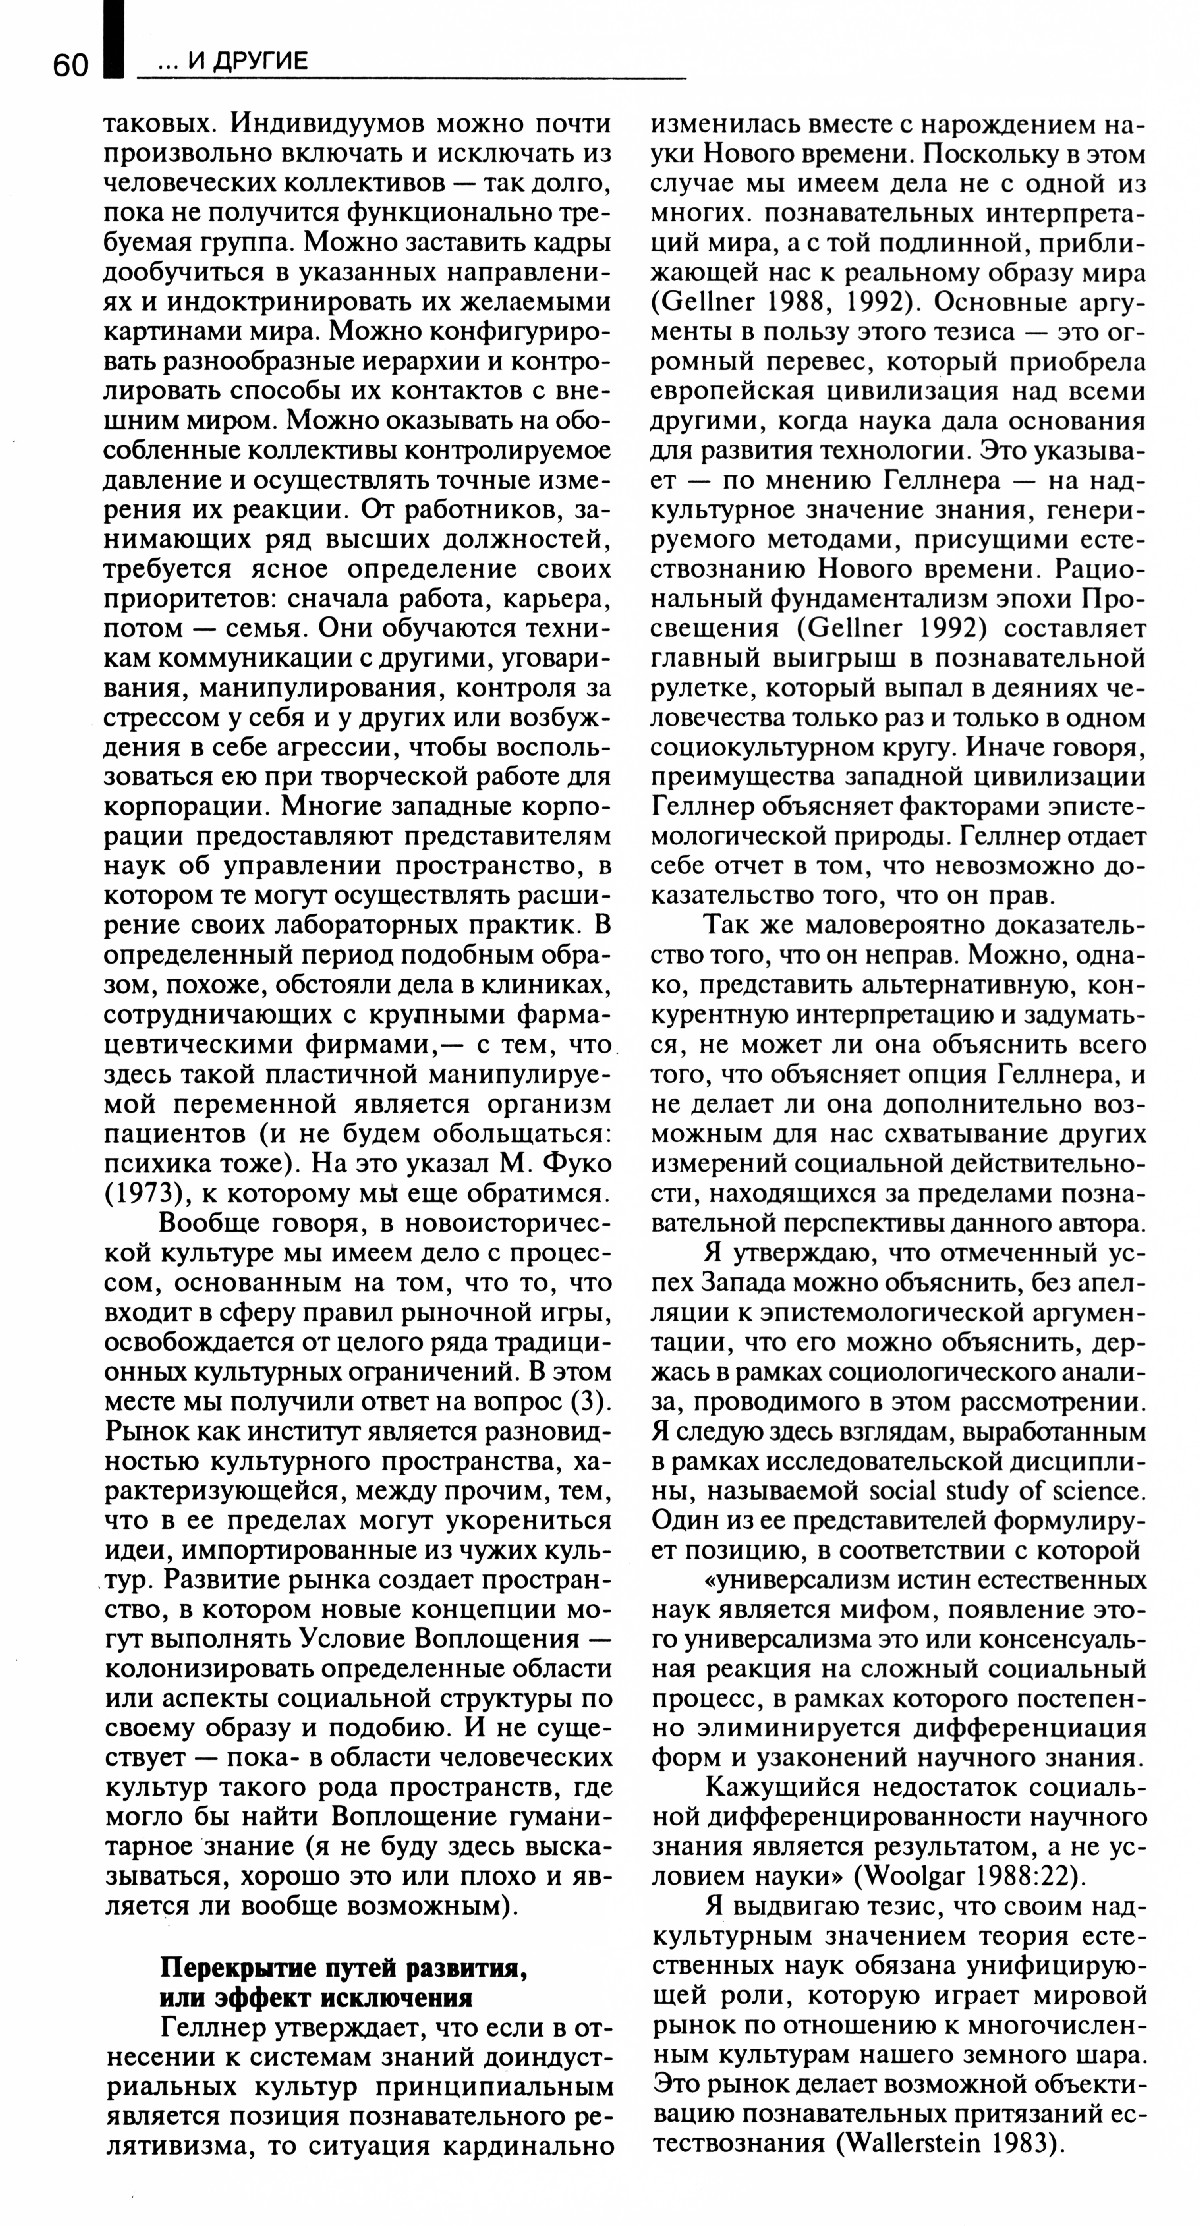 60
... И ДРУГИЕ
таковых. Индивидуумов можно почти
произвольно включать и исключать из
человеческих коллективов — так долго,
пока не получится функционально тре-
буемая группа. Можно заставить кадры
дообучиться в указанных направлени-
ях и индоктринировать их желаемыми
картинами мира. Можно конфигуриро-
вать разнообразные иерархии и контро-
лировать способы их контактов с вне-
шним миром. Можно оказывать на обо-
собленные коллективы контролируемое
давление и осуществлять точные изме-
рения их реакции. От работников, за-
нимающих ряд высших должностей,
требуется ясное определение своих
приоритетов: сначала работа, карьера,
потом — семья. Они обучаются техни-
кам коммуникации с другими, уговари-
вания, манипулирования, контроля за
стрессом у себя и у других или возбуж-
дения в себе агрессии, чтобы восполь-
зоваться ею при творческой работе для
корпорации. Многие западные корпо-
рации предоставляют представителям
наук об управлении пространство, в
котором те могут осуществлять расши-
рение своих лабораторных практик. В
определенный период подобным обра-
зом, похоже, обстояли дела в клиниках,
сотрудничающих с крупными фарма-
цевтическими фирмами,— с тем, что
здесь такой пластичной манипулируе-
мой переменной является организм
пациентов (и не будем обольщаться:
психика тоже). На это указал М. Фуко
(1973), к которому мы еще обратимся.
Вообще говоря, в новоисторичес-
кой культуре мы имеем дело с процес-
сом, основанным на том, что то, что
входит в сферу правил рыночной игры,
освобождается от целого ряда традици-
онных культурных ограничений. В этом
месте мы получили ответ на вопрос (3).
Рынок как институт является разновид-
ностью культурного пространства, ха-
рактеризующейся, между прочим, тем,
что в ее пределах могут укорениться
идеи, импортированные из чужих куль-
тур. Развитие рынка создает простран-
ство, в котором новые концепции мо-
гут выполнять Условие Воплощения —
колонизировать определенные области
или аспекты социальной структуры по
своему образу и подобию. И не суще-
ствует — пока- в области человеческих
культур такого рода пространств, где
могло бы найти Воплощение гумани-
тарное знание (я не буду здесь выска-
зываться, хорошо это или плохо и яв-
ляется ли вообще возможным).
Перекрытие путей развития,
или эффект исключения
Геллнер утверждает, что если в от-
несении к системам знаний доиндуст-
риальных культур принципиальным
является позиция познавательного ре-
лятивизма, то ситуация кардинально
изменилась вместе с нарождением на-
уки Нового времени. Поскольку в этом
случае мы имеем дела не с одной из
многих. познавательных интерпрета-
ций мира, а с той подлинной, прибли-
жающей нас к реальному образу мира
(Gellner 1988, 1992). Основные аргу-
менты в пользу этого тезиса — это ог-
ромный перевес, который приобрела
европейская цивилизация над всеми
другими, когда наука дала основания
для развития технологии. Это указыва-
ет — по мнению Геллнера — на над-
культурное значение знания, генери-
руемого методами, присущими есте-
ствознанию Нового времени. Рацио-
нальный фундаментализм эпохи Про-
свещения (Gellner 1992) составляет
главный выигрыш в познавательной
рулетке, который выпал в деяниях че-
ловечества только раз и только в одном
социокультурном кругу. Иначе говоря,
преимущества западной цивилизации
Геллнер объясняет факторами эписте-
мологической природы. Геллнер отдает
себе отчет в том, что невозможно до-
казательство того, что он прав.
Так же маловероятно доказатель-
ство того, что он неправ. Можно, одна-
ко, представить альтернативную, кон-
курентную интерпретацию и задумать-
ся, не может ли она объяснить всего
того, что объясняет опция Геллнера, и
не делает ли она дополнительно воз-
можным для нас схватывание других
измерений социальной действительно-
сти, находящихся за пределами позна-
вательной перспективы данного автора.
Я утверждаю, что отмеченный ус-
пех Запада можно объяснить, без апел-
ляции к эпистемологической аргумен-
тации, что его можно объяснить, дер-
жась в рамках социологического анали-
за, проводимого в этом рассмотрении.
Я следую здесь взглядам, выработанным
в рамках исследовательской дисципли-
ны, называемой social study of science.
Один из ее представителей формулиру-
ет позицию, в соответствии с которой
«универсализм истин естественных
наук является мифом, появление это-
го универсализма это или консенсуаль-
ная реакция на сложный социальный
процесс, в рамках которого постепен-
но элиминируется дифференциация
форм и узаконений научного знания.
Кажущийся недостаток социаль-
ной дифференцированности научного
знания является результатом, а не ус-
ловием науки» (Woolgar 1988:22).
Я выдвигаю тезис, что своим над-
культурным значением теория есте-
ственных наук обязана унифицирую-
щей роли, которую играет мировой
рынок по отношению к многочислен-
ным культурам нашего земного шара.
Это рынок делает возможной объекти-
вацию познавательных притязаний ес-
тествознания (Wallerstein 1983).